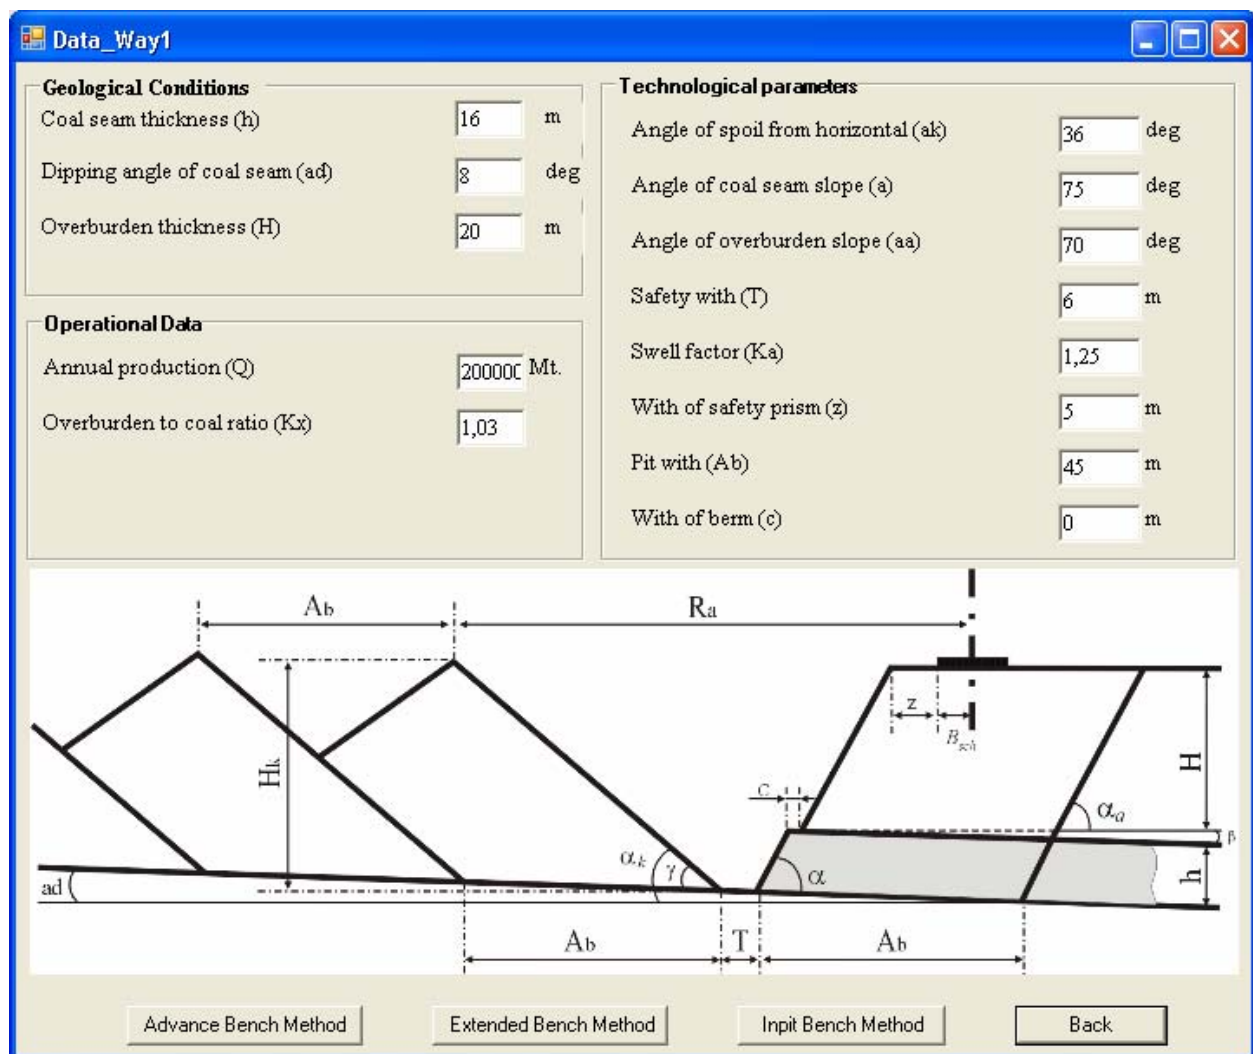 Data_Way1
Geological Conditions
Coal seam thickness (h) 16 m
Dipping angle of coal seam (ad) 8 deg
Overburden thickness (H) 20 m
Operational Data
Annual production (Q) 200000 Mt.
Overburden to coal ratio (Kx) 1,03
Technological parameters
Angle of spoil from horizontal (ak) 36 deg
Angle of coal seam slope (a) 75 deg
Angle of overburden slope (aa) 70 deg
Safety with (T) 6 m
Swell factor (Ka) 1,25
With of safety prism (z) 5 m
Pit with (Ab) 45 m
With of berm (c) 0 m
Ab Ra
z
Bsch
Hk H
C
αa
β
αk γ α h
ad
Ab T Ab
Advance Bench Method Extended Bench Method Inpit Bench Method Back